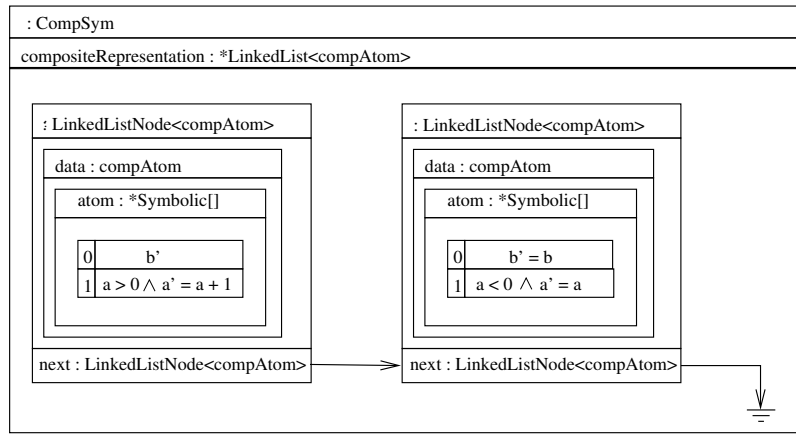 : CompSym
compositeRepresentation : *LinkedList<compAtom>
: LinkedListNode<compAtom>
data : compAtom
atom : *Symbolic[]
0 b’
1 a > 0 ∧ a’ = a + 1
next : LinkedListNode<compAtom>
: LinkedListNode<compAtom>
data : compAtom
atom : *Symbolic[]
0 b’ = b
1 a < 0 ∧ a’ = a
next : LinkedListNode<compAtom>